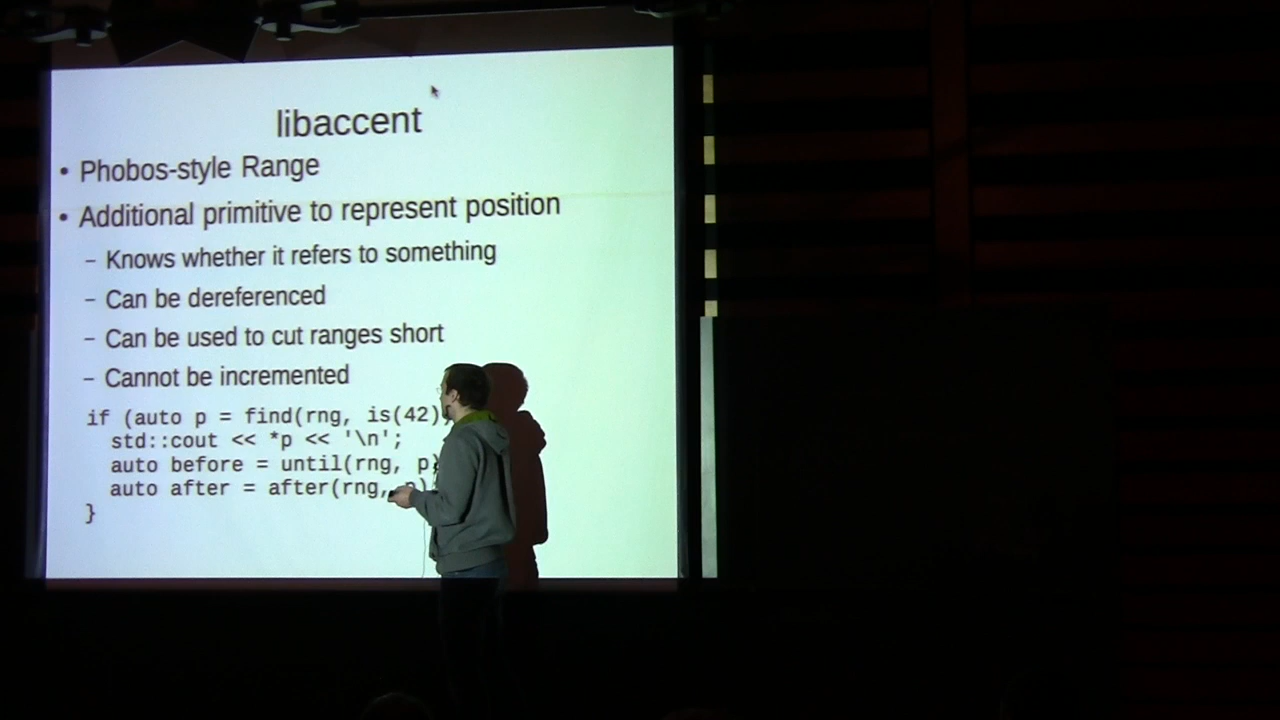 libaccent
• Phobos-style Range
• Additional primitive to represent position
– Knows whether it refers to something
– Can be dereferenced
– Can be used to cut ranges short
– Cannot be incremented
if (auto p = find(rng, is(42))
std::cout << *p << '\n';
auto before = until(rng, p)
auto after = after(rng, p)
}